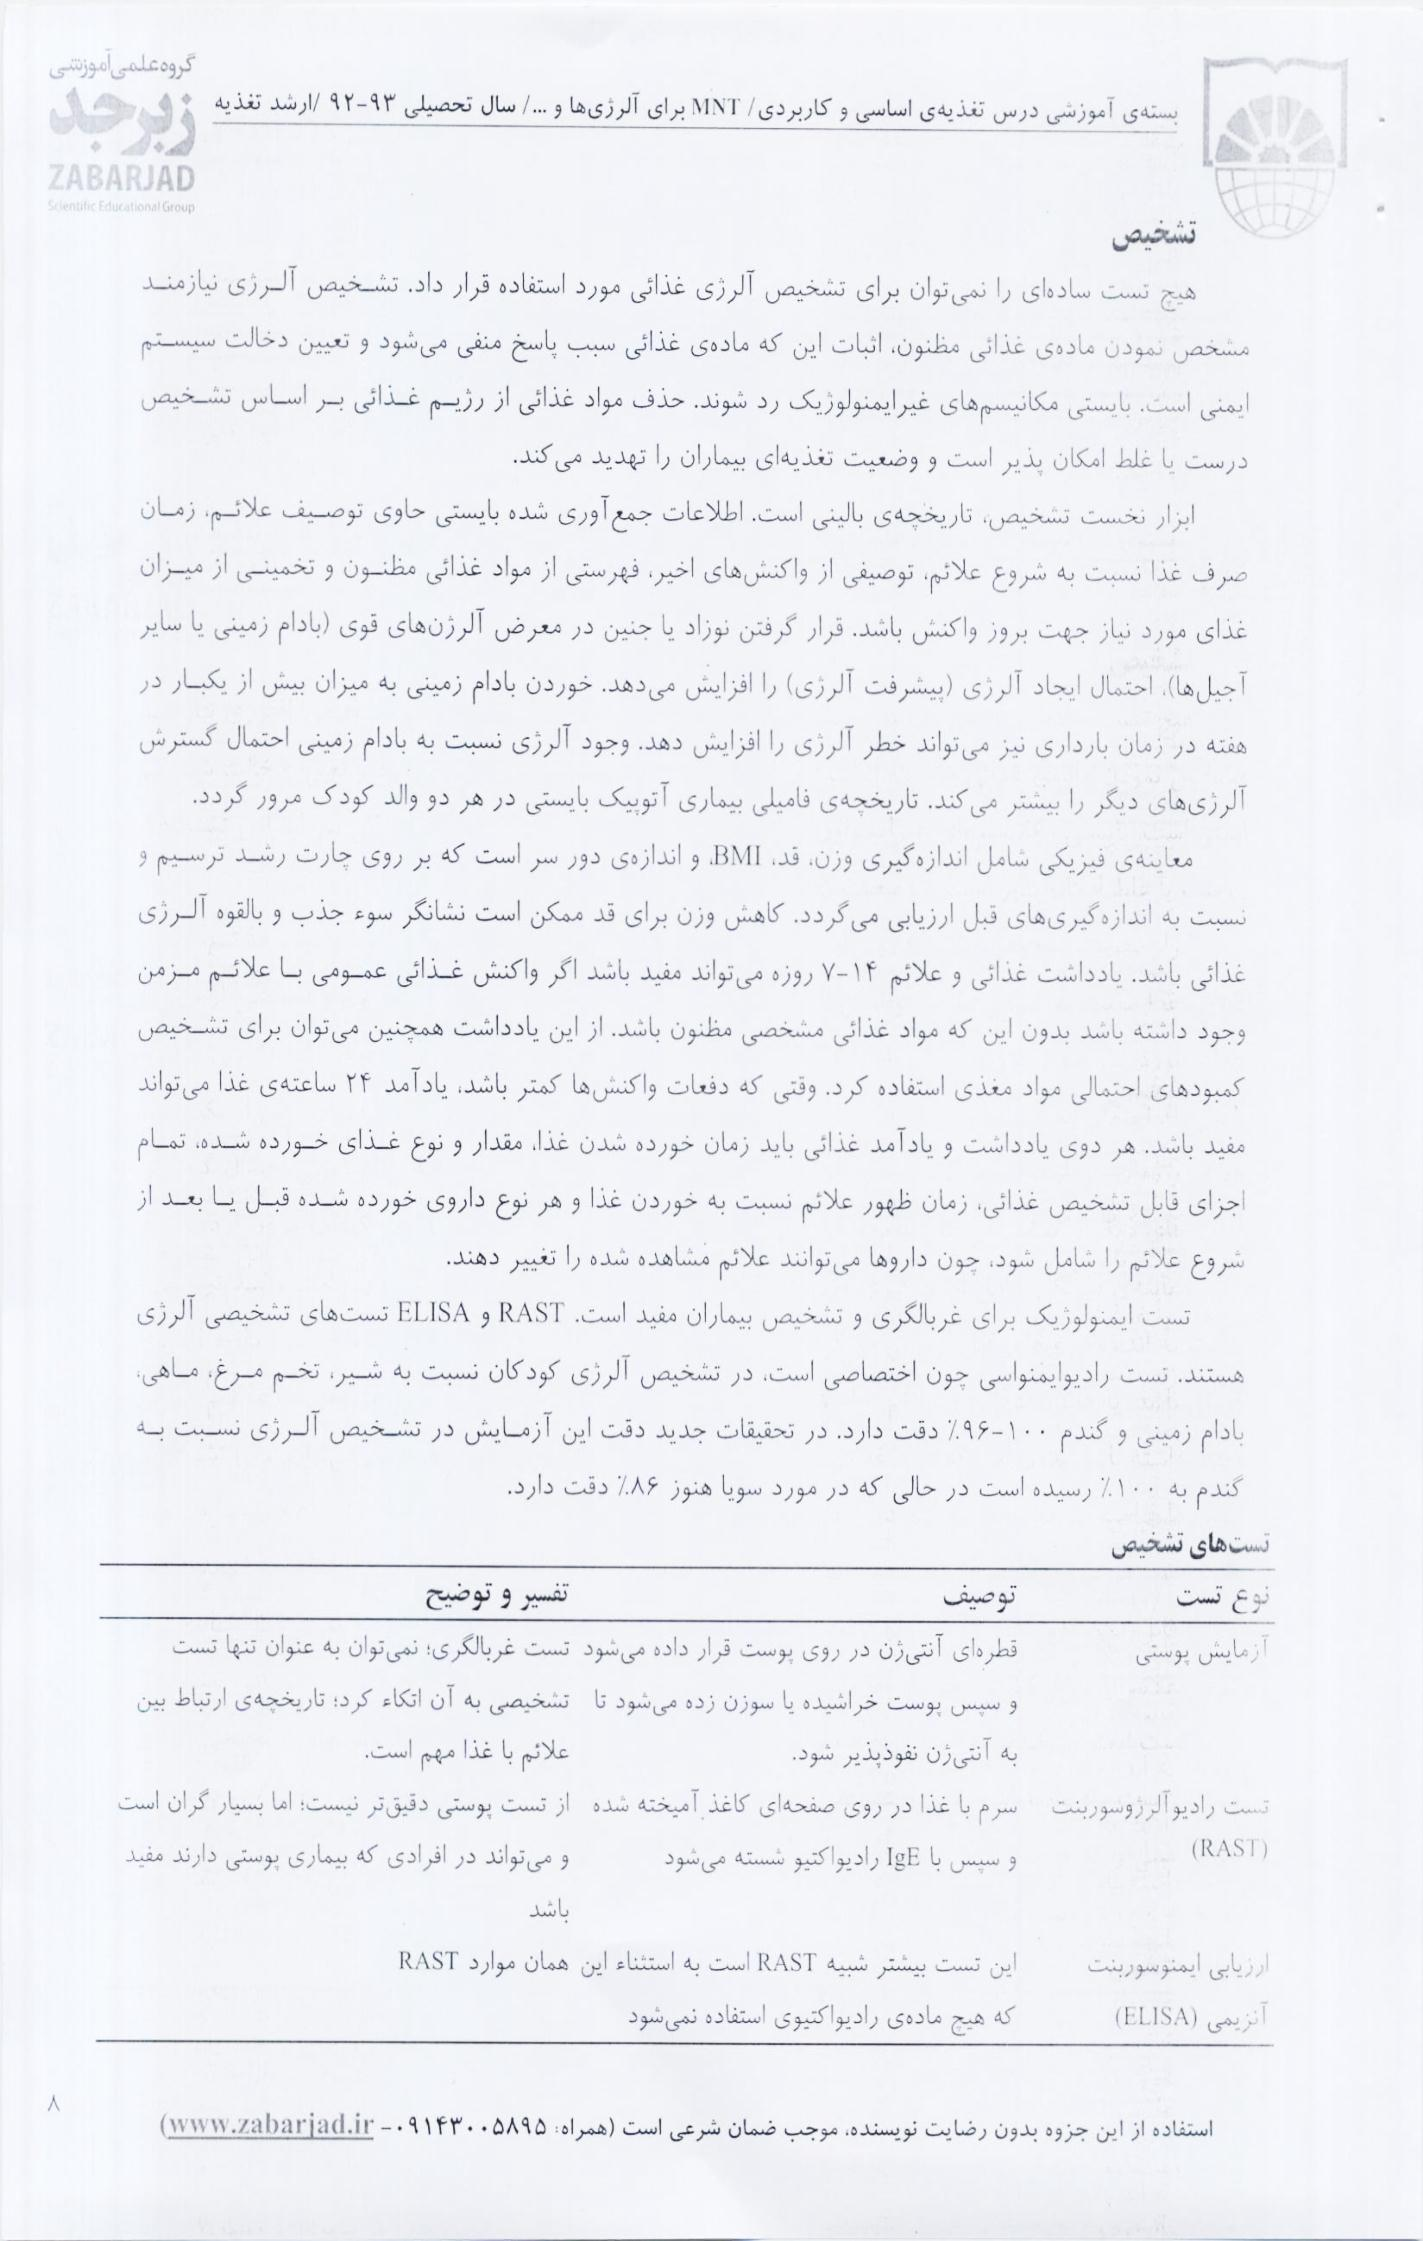 گروه علمی آموزشی
زبرجد
ZABARJAD
Scientific Educational Group
بسته‌ی آموزشی درس تغذیه‌ی اساسی و کاربردی/ MNT برای آلرژی‌ها و .../ سال تحصیلی ۹۳-۹۲ /ارشد تغذیه
تشخیص
هیچ تست ساده‌ای را نمی‌توان برای تشخیص آلرژی غذائی مورد استفاده قرار داد. تشخیص آلرژی نیازمند
مشخص نمودن ماده‌ی غذائی مظنون، اثبات این که ماده‌ی غذائی سبب پاسخ منفی می‌شود و تعیین دخالت سیستم
ایمنی است. بایستی مکانیسم‌های غیرایمنولوژیک رد شوند. حذف مواد غذائی از رژیم غذائی بر اساس تشخیص
درست یا غلط امکان پذیر است و وضعیت تغذیه‌ای بیماران را تهدید می‌کند.
ابزار نخست تشخیص، تاریخچه‌ی بالینی است. اطلاعات جمع‌آوری شده بایستی حاوی توصیف علائم، زمان
صرف غذا نسبت به شروع علائم، توصیفی از واکنش‌های اخیر، فهرستی از مواد غذائی مظنون و تخمینی از میزان
غذای مورد نیاز جهت بروز واکنش باشد. قرار گرفتن نوزاد یا جنین در معرض آلرژن‌های قوی (بادام زمینی یا سایر
آجیل‌ها)، احتمال ایجاد آلرژی (پیشرفت آلرژی) را افزایش می‌دهد. خوردن بادام زمینی به میزان بیش از یکبار در
هفته در زمان بارداری نیز می‌تواند خطر آلرژی را افزایش دهد. وجود آلرژی نسبت به بادام زمینی احتمال گسترش
آلرژی‌های دیگر را بیشتر می‌کند. تاریخچه‌ی فامیلی بیماری آتوپیک بایستی در هر دو والد کودک مرور گردد.
معاینه‌ی فیزیکی شامل اندازه‌گیری وزن، قد، BMI، و اندازه‌ی دور سر است که بر روی چارت رشد ترسیم و
نسبت به اندازه‌گیری‌های قبل ارزیابی می‌گردد. کاهش وزن برای قد ممکن است نشانگر سوء جذب و بالقوه آلرژی
غذائی باشد. یادداشت غذائی و علائم ۱۴-۷ روزه می‌تواند مفید باشد اگر واکنش غذائی عمومی با علائم مزمن
وجود داشته باشد بدون این که مواد غذائی مشخصی مظنون باشد. از این یادداشت همچنین می‌توان برای تشخیص
کمبودهای احتمالی مواد مغذی استفاده کرد. وقتی که دفعات واکنش‌ها کمتر باشد، یادآمد ۲۴ ساعته‌ی غذا می‌تواند
مفید باشد. هر دوی یادداشت و یادآمد غذائی باید زمان خورده شدن غذا، مقدار و نوع غذای خورده شده، تمام
اجزای قابل تشخیص غذائی، زمان ظهور علائم نسبت به خوردن غذا و هر نوع داروی خورده شده قبل یا بعد از
شروع علائم را شامل شود، چون داروها می‌توانند علائم مشاهده شده را تغییر دهند.
تست ایمنولوژیک برای غربالگری و تشخیص بیماران مفید است. RAST و ELISA تست‌های تشخیصی آلرژی
هستند. تست رادیوایمنواسی چون اختصاصی است، در تشخیص آلرژی کودکان نسبت به شیر، تخم مرغ، ماهی،
بادام زمینی و گندم ۱۰۰-۹۶٪ دقت دارد. در تحقیقات جدید دقت این آزمایش در تشخیص آلرژی نسبت به
گندم به ۱۰۰٪ رسیده است در حالی که در مورد سویا هنوز ۸۶٪ دقت دارد.
تست‌های تشخیص
نوع تست توصیف تفسیر و توضیح
آزمایش پوستی قطره‌ای آنتی‌ژن در روی پوست قرار داده می‌شود تست غربالگری؛ نمی‌توان به عنوان تنها تست
و سپس پوست خراشیده یا سوزن زده می‌شود تا تشخیصی به آن اتکاء کرد؛ تاریخچه‌ی ارتباط بین
به آنتی‌ژن نفوذپذیر شود. علائم با غذا مهم است.
تست رادیوآلرژوسوربنت سرم با غذا در روی صفحه‌ای کاغذ آمیخته شده از تست پوستی دقیق‌تر نیست؛ اما بسیار گران است
(RAST) و سپس با IgE رادیواکتیو شسته می‌شود و می‌تواند در افرادی که بیماری پوستی دارند مفید
باشد
ارزیابی ایمنوسوربنت این تست بیشتر شبیه RAST است به استثناء این همان موارد RAST
آنزیمی (ELISA) که هیچ ماده‌ی رادیواکتیوی استفاده نمی‌شود
۸
استفاده از این جزوه بدون رضایت نویسنده، موجب ضمان شرعی است (همراه: ۰۹۱۴۳۰۰۵۸۹۵- www.zabarjad.ir)